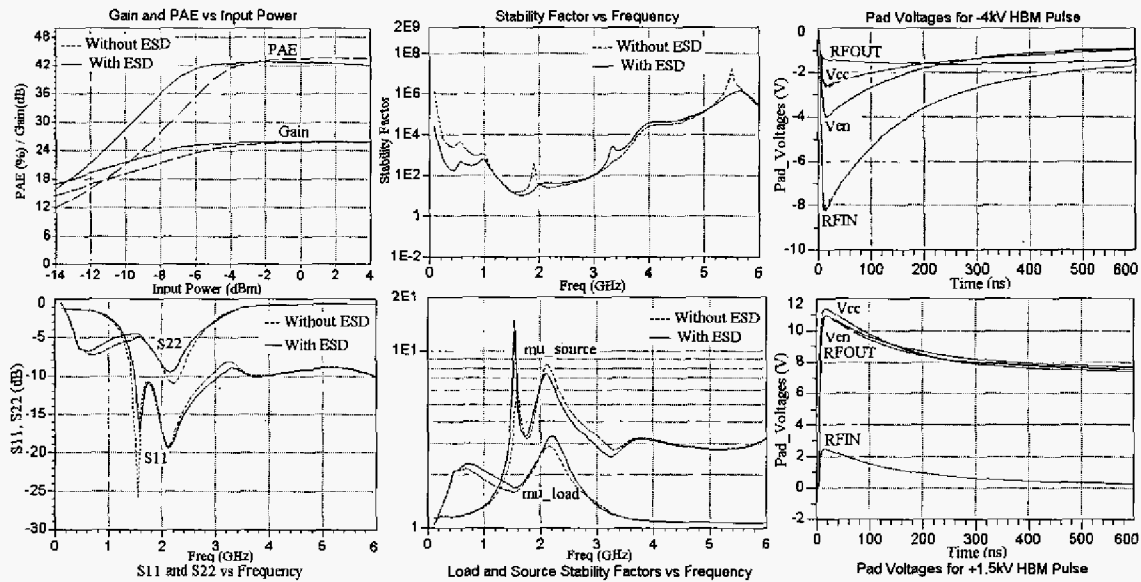 Gain and PAE vs Input Power
PAE (%) / Gain(dB)
48
42
36
30
24
18
12
6
0
Without ESD
With ESD
PAE
Gain
-14 -12 -10 -8 -6 -4 -2 0 2 4
Input Power (dBm)
Stability Factor vs Frequency
Stability Factor
2E9
1E8
1E6
1E4
1E2
1
1E-2
Without ESD
With ESD
0 1 2 3 4 5 6
Freq (GHz)
Pad Voltages for -4kV HBM Pulse
Pad_Voltages (V)
0
-2
-4
-6
-8
-10
RFOUT
Vcc
Ven
RFIN
0 100 200 300 400 500 600
Time (ns)
S11, S22 (dB)
0
-5
-10
-15
-20
-25
-30
Without ESD
With ESD
S22
S11
0 1 2 3 4 5 6
Freq (GHz)
S11 and S22 vs Frequency
2E1
1E1
1
Without ESD
With ESD
mu_source
mu_load
0 1 2 3 4 5 6
Freq (GHz)
Load and Source Stability Factors vs Frequency
Pad_Voltages (V)
12
10
8
6
4
2
0
-2
Vcc
Ven
RFOUT
RFIN
0 100 200 300 400 500 600
Time (ns)
Pad Voltages for +1.5kV HBM Pulse